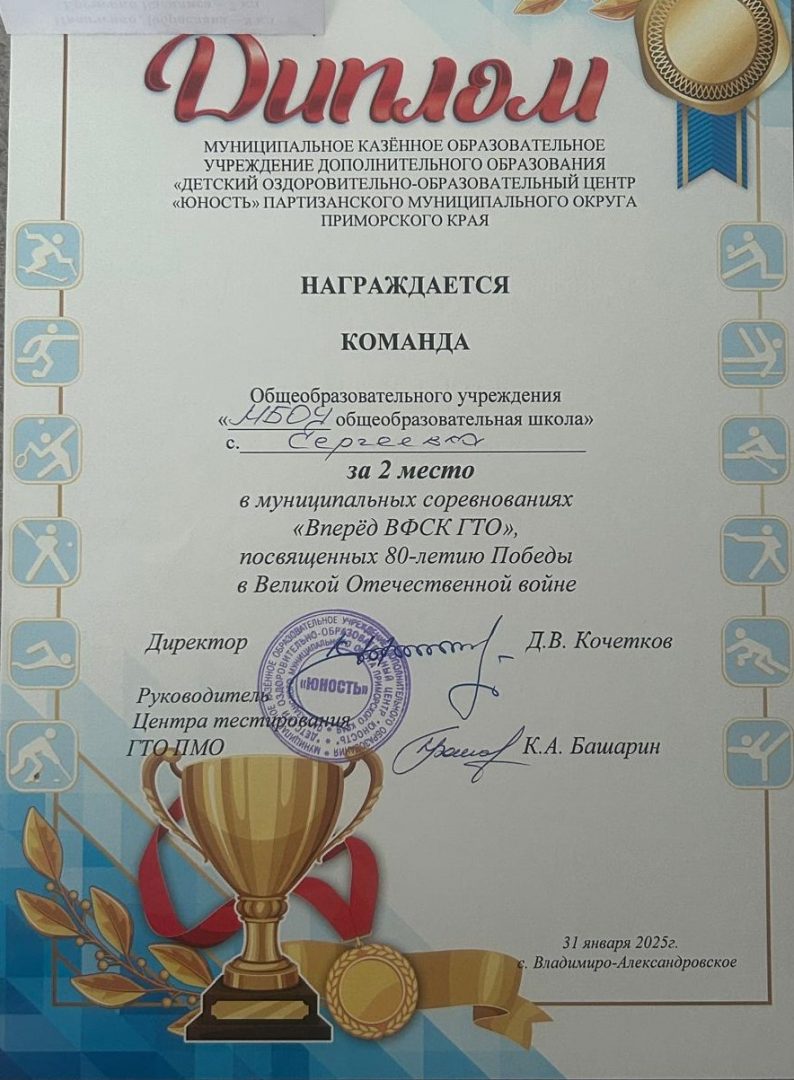 Диплом
МУНИЦИПАЛЬНОЕ КАЗЁННОЕ ОБРАЗОВАТЕЛЬНОЕ
УЧРЕЖДЕНИЕ ДОПОЛНИТЕЛЬНОГО ОБРАЗОВАНИЯ
«ДЕТСКИЙ ОЗДОРОВИТЕЛЬНО-ОБРАЗОВАТЕЛЬНЫЙ ЦЕНТР
«ЮНОСТЬ» ПАРТИЗАНСКОГО МУНИЦИПАЛЬНОГО ОКРУГА
ПРИМОРСКОГО КРАЯ
НАГРАЖДАЕТСЯ
КОМАНДА
Общеобразовательного учреждения
«МБОУ общеобразовательная школа»
с. Сергеевка
за 2 место
в муниципальных соревнованиях
«Вперёд ВФСК ГТО»,
посвященных 80-летию Победы
в Великой Отечественной войне
Директор Д.В. Кочетков
«ЮНОСТЬ»
Руководитель
Центра тестирования
ГТО ПМО К.А. Башарин
31 января 2025г.
с. Владимиро-Александровское